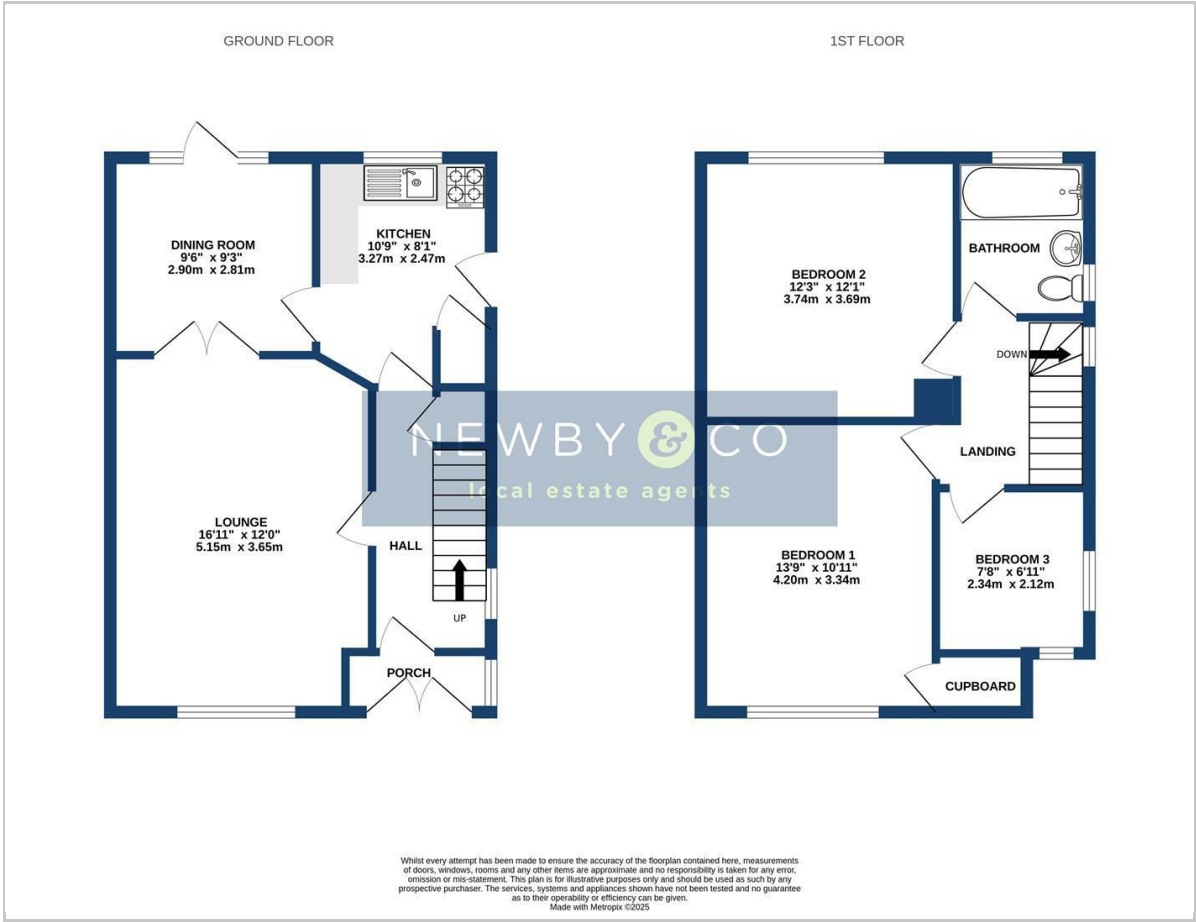 GROUND FLOOR
1ST FLOOR
DINING ROOM
9'6" x 9'3"
2.90m x 2.81m
KITCHEN
10'9" x 8'1"
3.27m x 2.47m
LOUNGE
16'11" x 12'0"
5.15m x 3.65m
HALL
UP
PORCH
BEDROOM 2
12'3" x 12'1"
3.74m x 3.69m
BATHROOM
DOWN
LANDING
BEDROOM 1
13'9" x 10'11"
4.20m x 3.34m
BEDROOM 3
7'8" x 6'11"
2.34m x 2.12m
CUPBOARD
NEWBY & CO
local estate agents
Whilst every attempt has been made to ensure the accuracy of the floorplan contained here, measurements
of doors, windows, rooms and any other items are approximate and no responsibility is taken for any error,
omission or mis-statement. This plan is for illustrative purposes only and should be used as such by any
prospective purchaser. The services, systems and appliances shown have not been tested and no guarantee
as to their operability or efficiency can be given.
Made with Metropix ©2025